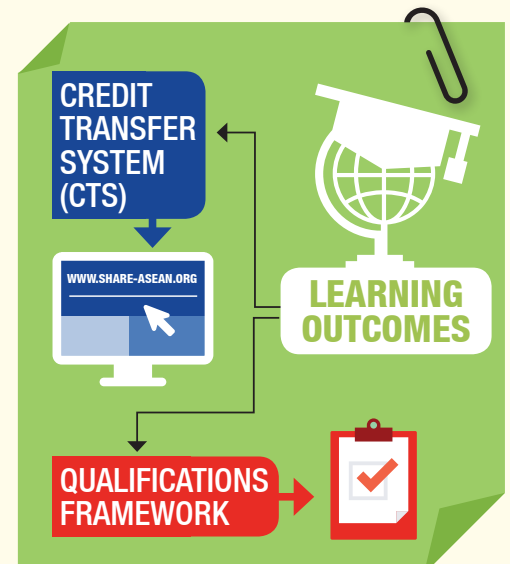 CREDIT
TRANSFER
SYSTEM
(CTS)
WWW.SHARE-ASEAN.ORG
LEARNING
OUTCOMES
QUALIFICATIONS
FRAMEWORK